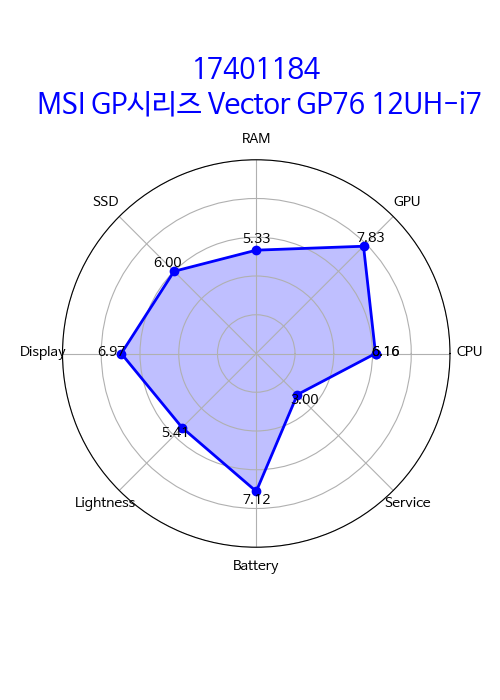 17401184
MSI GP시리즈 Vector GP76 12UH-i7
RAM
SSD
GPU
5.33
7.83
6.00
Display
6.97
6.16
CPU
5.41
3.00
Lightness
7.12
Service
Battery